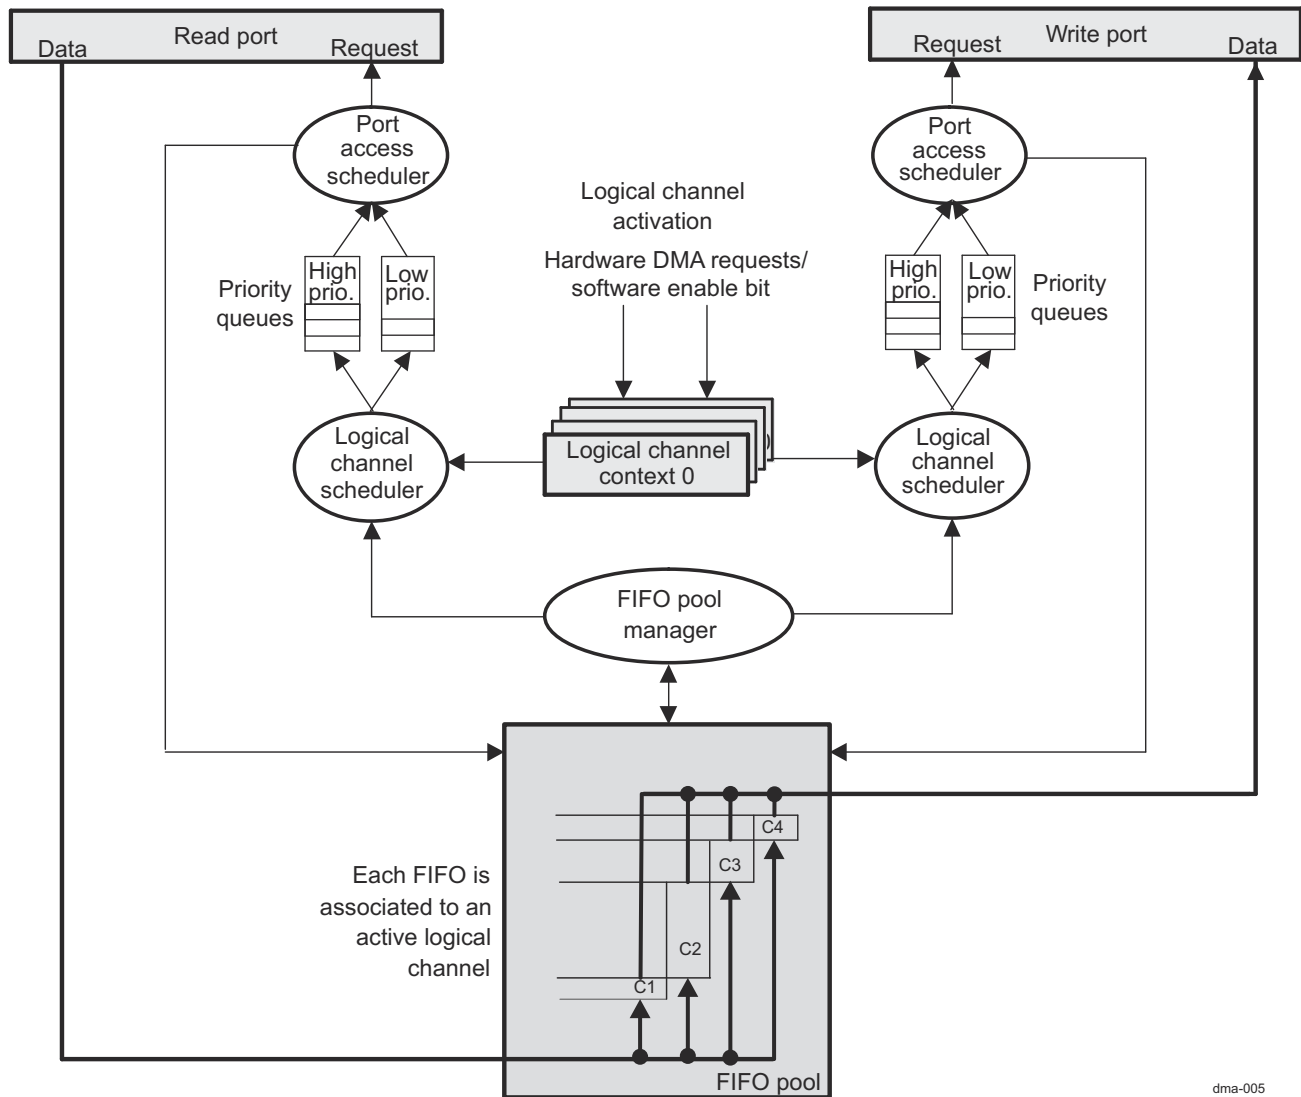 Read port
Data
Request
Write port
Request
Data
Port
access
scheduler
Port
access
scheduler
Logical channel
activation
Hardware DMA requests/
software enable bit
Priority
queues
High
prio.
Low
prio.
High
prio.
Low
prio.
Priority
queues
Logical
channel
scheduler
Logical channel
context 0
Logical
channel
scheduler
FIFO pool
manager
Each FIFO is
associated to an
active logical
channel
C4
C3
C2
C1
FIFO pool
dma-005